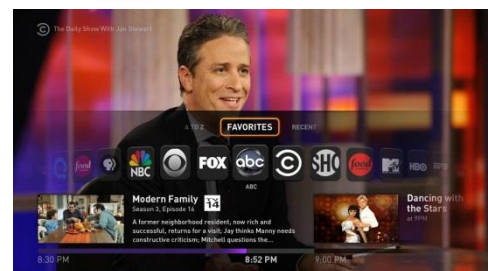 The Daily Show With Jon Stewart
A TO Z
FAVORITES
RECENT
food
NBC
FOX
abc
SHO
food
MTV
HBO
ABC
Modern Family
TV
14
Season 3, Episode 16
A former neighborhood resident, now rich and
successful, returns for a visit; Jay thinks Manny needs
constructive criticism; Mitchell questions the...
Dancing with
the Stars
at 9PM
8:30 PM
8:52 PM
9:00 PM